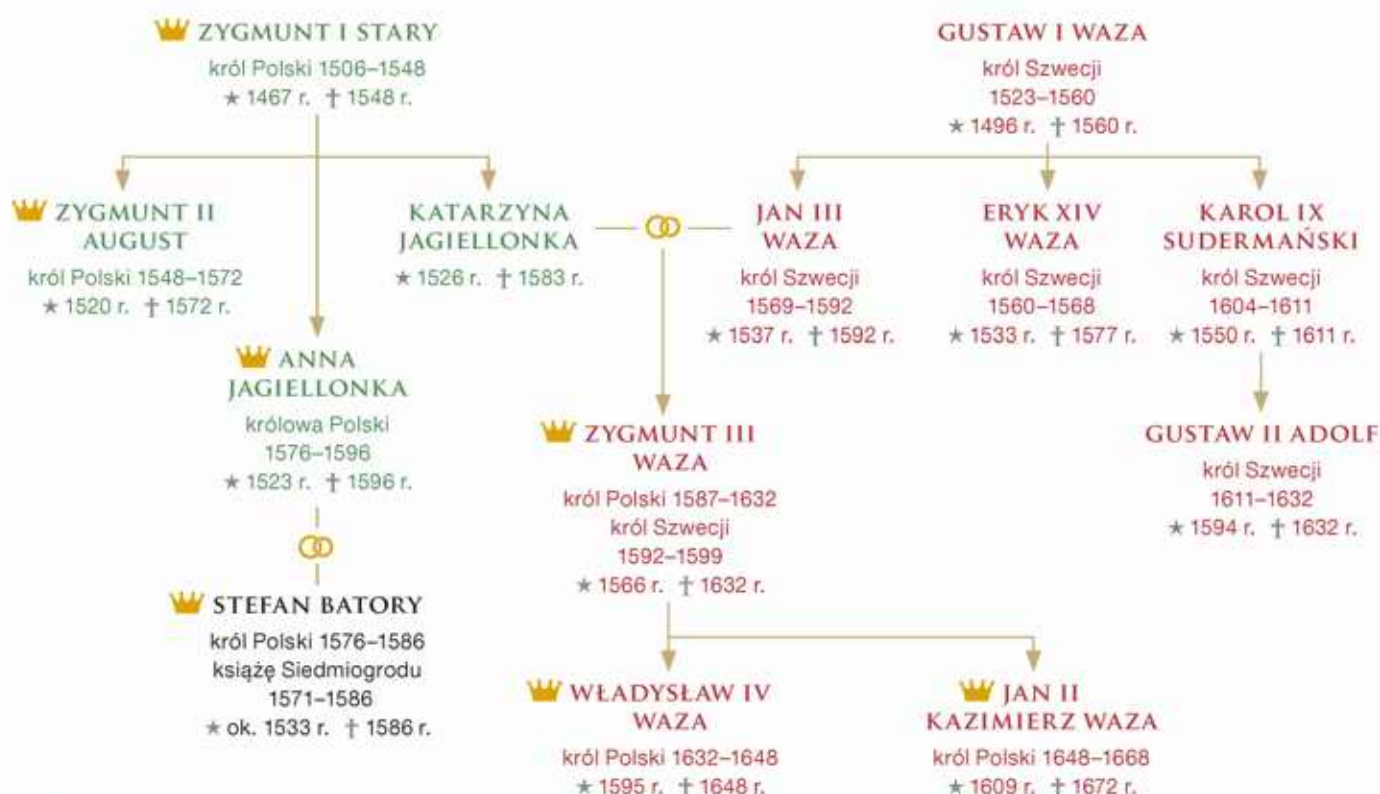 ZYGMUNT I STARY
król Polski 1506–1548
★ 1467 r. † 1548 r.
GUSTAW I WAZA
król Szwecji
1523–1560
★ 1496 r. † 1560 r.
ZYGMUNT II
AUGUST
król Polski 1548–1572
★ 1520 r. † 1572 r.
KATARZYNA
JAGIELLONKA
★ 1526 r. † 1583 r.
JAN III
WAZA
król Szwecji
1569–1592
★ 1537 r. † 1592 r.
ERYK XIV
WAZA
król Szwecji
1560–1568
★ 1533 r. † 1577 r.
KAROL IX
SUDERMAŃSKI
król Szwecji
1604–1611
★ 1550 r. † 1611 r.
ANNA
JAGIELLONKA
królowa Polski
1576–1596
★ 1523 r. † 1596 r.
ZYGMUNT III
WAZA
król Polski 1587–1632
król Szwecji
1592–1599
★ 1566 r. † 1632 r.
GUSTAW II ADOLF
król Szwecji
1611–1632
★ 1594 r. † 1632 r.
STEFAN BATORY
król Polski 1576–1586
książę Siedmiogrodu
1571–1586
★ ok. 1533 r. † 1586 r.
WŁADYSŁAW IV
WAZA
król Polski 1632–1648
★ 1595 r. † 1648 r.
JAN II
KAZIMIERZ WAZA
król Polski 1648–1668
★ 1609 r. † 1672 r.